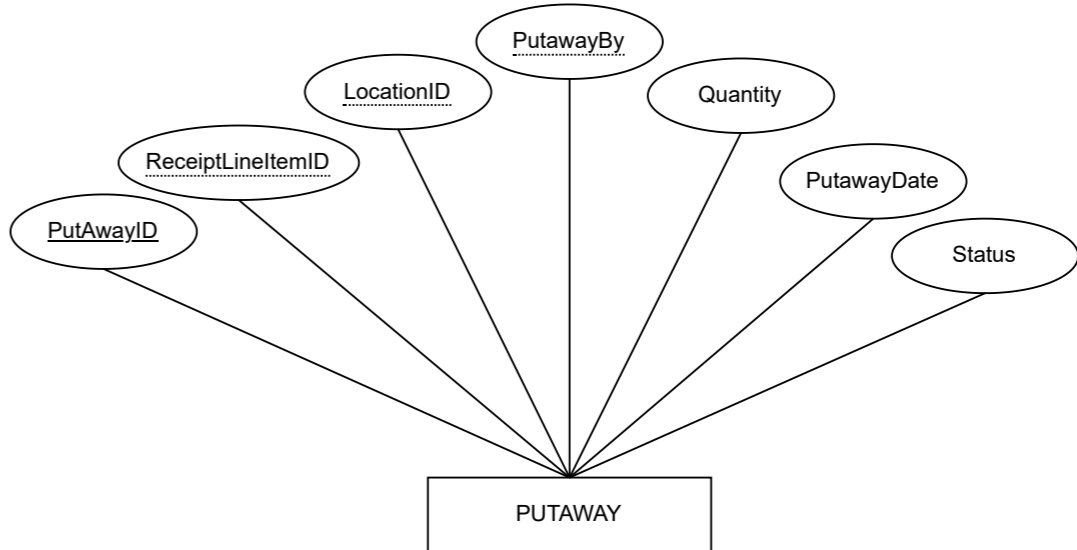 PutawayBy
LocationID
Quantity
ReceiptLineItemID
PutawayDate
PutAwayID
Status
PUTAWAY